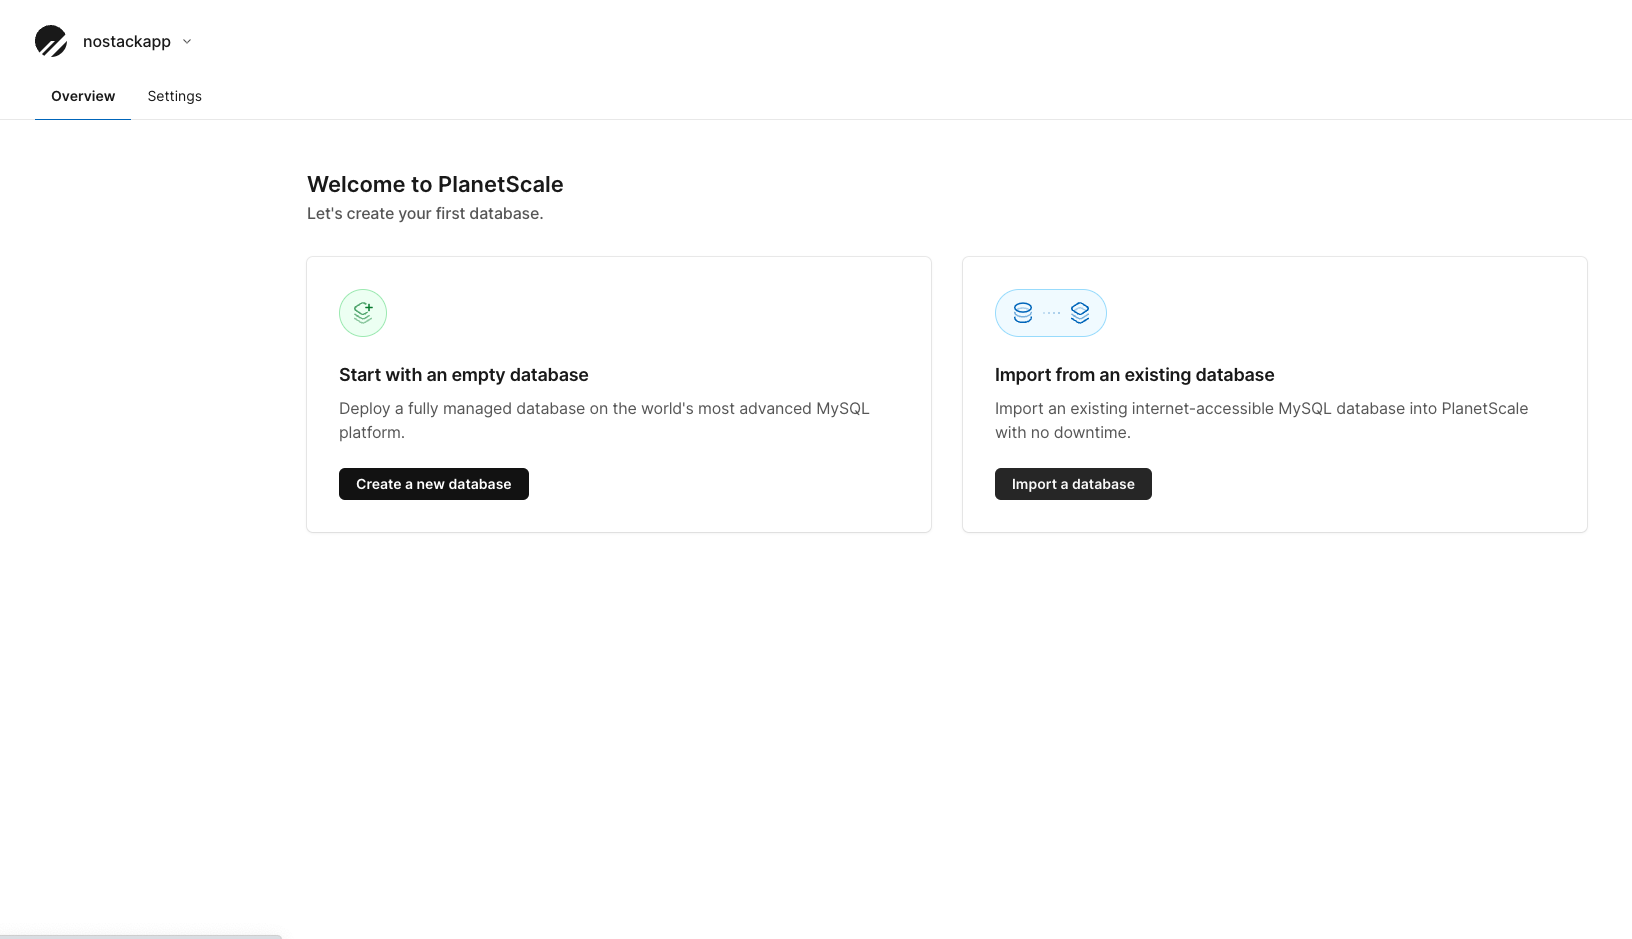 nostackapp
Overview
Settings
Welcome to PlanetScale
Let's create your first database.
Start with an empty database
Deploy a fully managed database on the world's most advanced MySQL
platform.
Create a new database
Import from an existing database
Import an existing internet-accessible MySQL database into PlanetScale
with no downtime.
Import a database